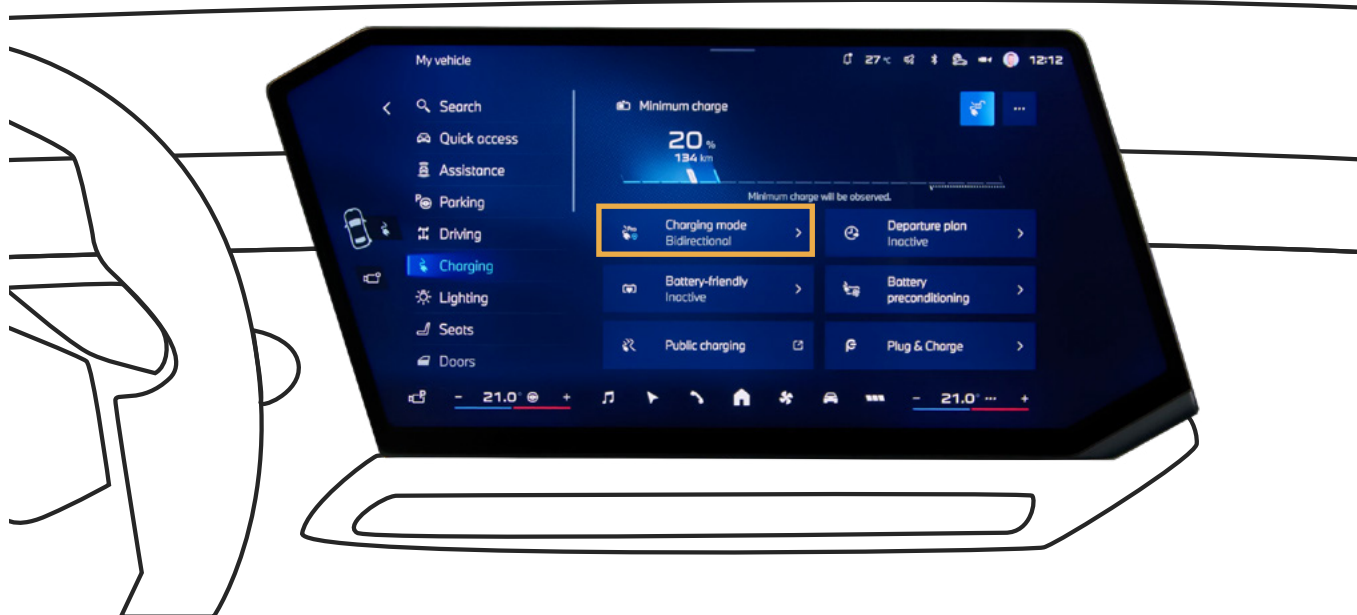 My vehicle
27°C
12:12
Search
Quick access
Assistance
Parking
Driving
Charging
Lighting
Seats
Doors
Minimum charge
20 %
134 km
Minimum charge will be observed.
Charging mode
Bidirectional
Departure plan
Inactive
Battery-friendly
Inactive
Battery
preconditioning
Public charging
Plug & Charge
- 21.0° +
- 21.0° ··· +